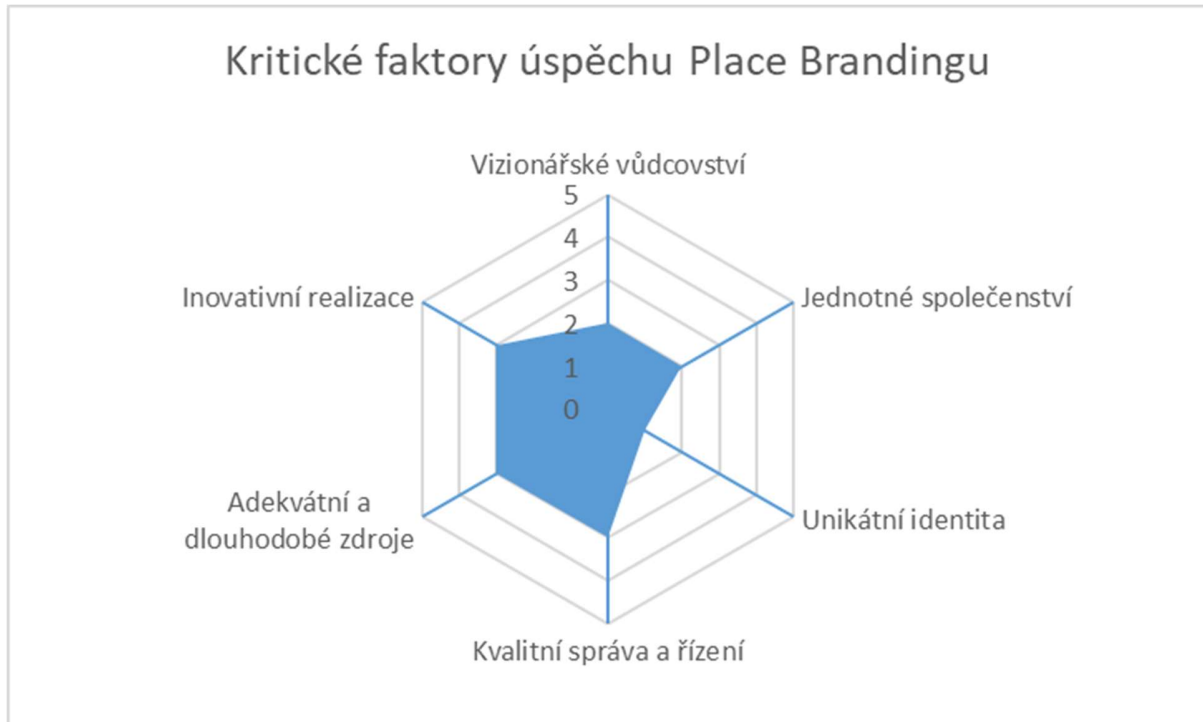 Kritické faktory úspěchu Place Brandingu
Vizionářské vůdcovství
5
4
3
2
1
0
Jednotné společenství
Unikátní identita
Kvalitní správa a řízení
Adekvátní a
dlouhodobé zdroje
Inovativní realizace